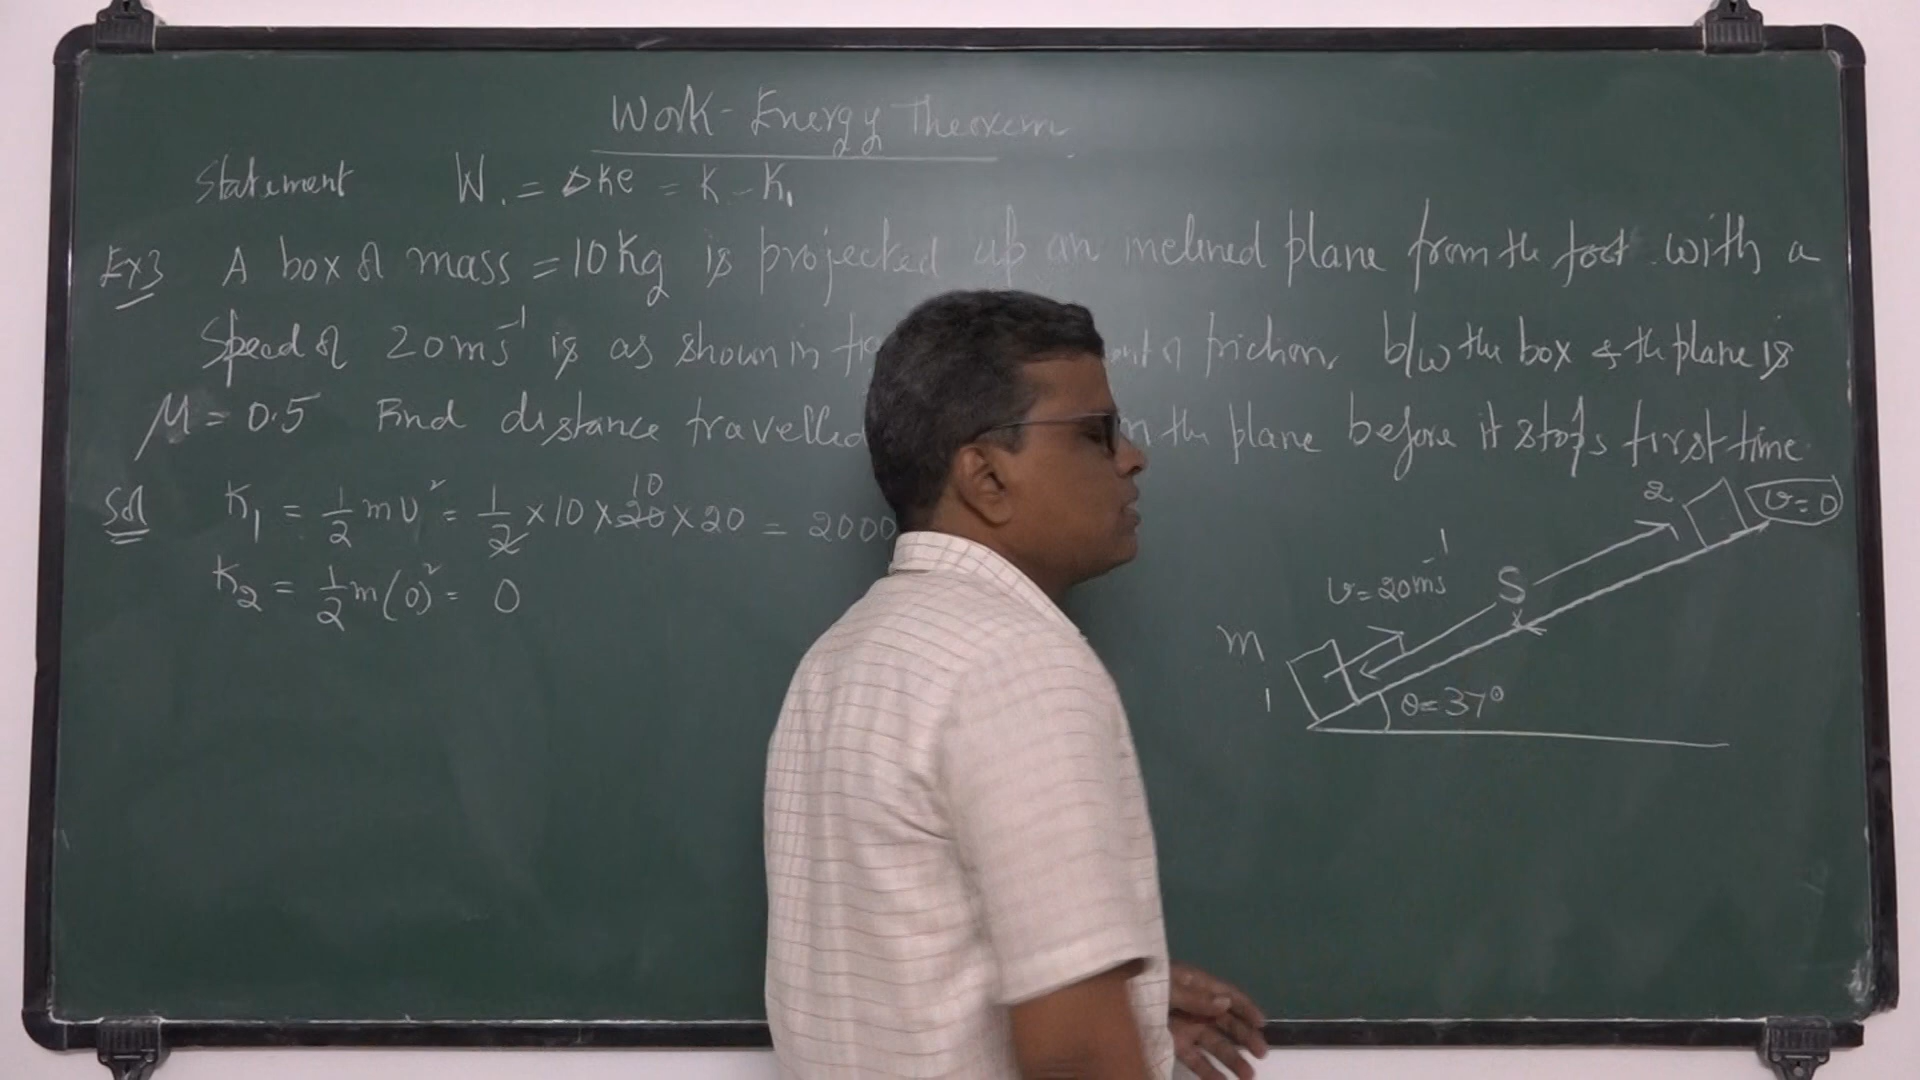 Work-Energy Theorem
Statement W. = ΔKe = K - K₁
Ex3 A box of mass = 10 Kg is projected up an inclined plane from the foot with a
Speed of 20 ms⁻¹ is as shown in friction b/w the box & the plane is
μ = 0.5 Find distance travelled the plane before it stops first time
Sol K₁ = 1/2 mv² = 1/2 × 10 × 20 × 20 = 2000
10
K₂ = 1/2 m(0)² = 0
2 v=0
v=20ms⁻¹ S
m
1 θ=37°